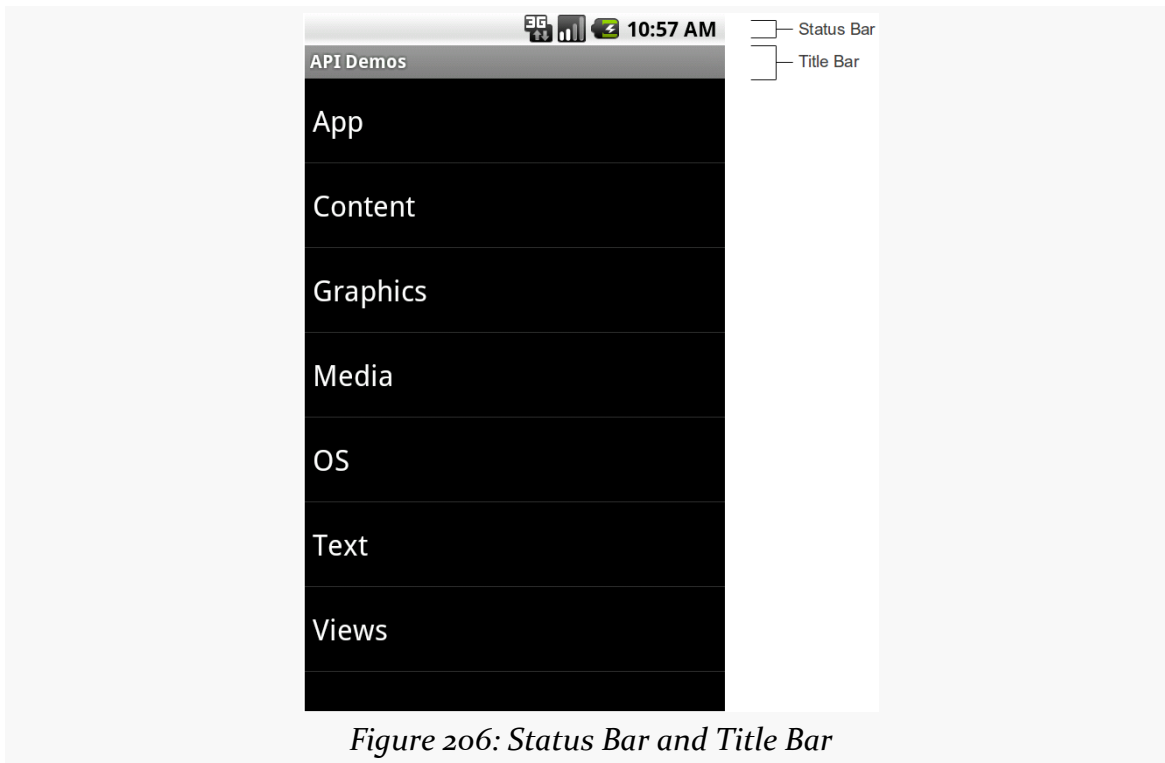 3G 10:57 AM
Status Bar
API Demos
Title Bar
App
Content
Graphics
Media
OS
Text
Views
Figure 206: Status Bar and Title Bar